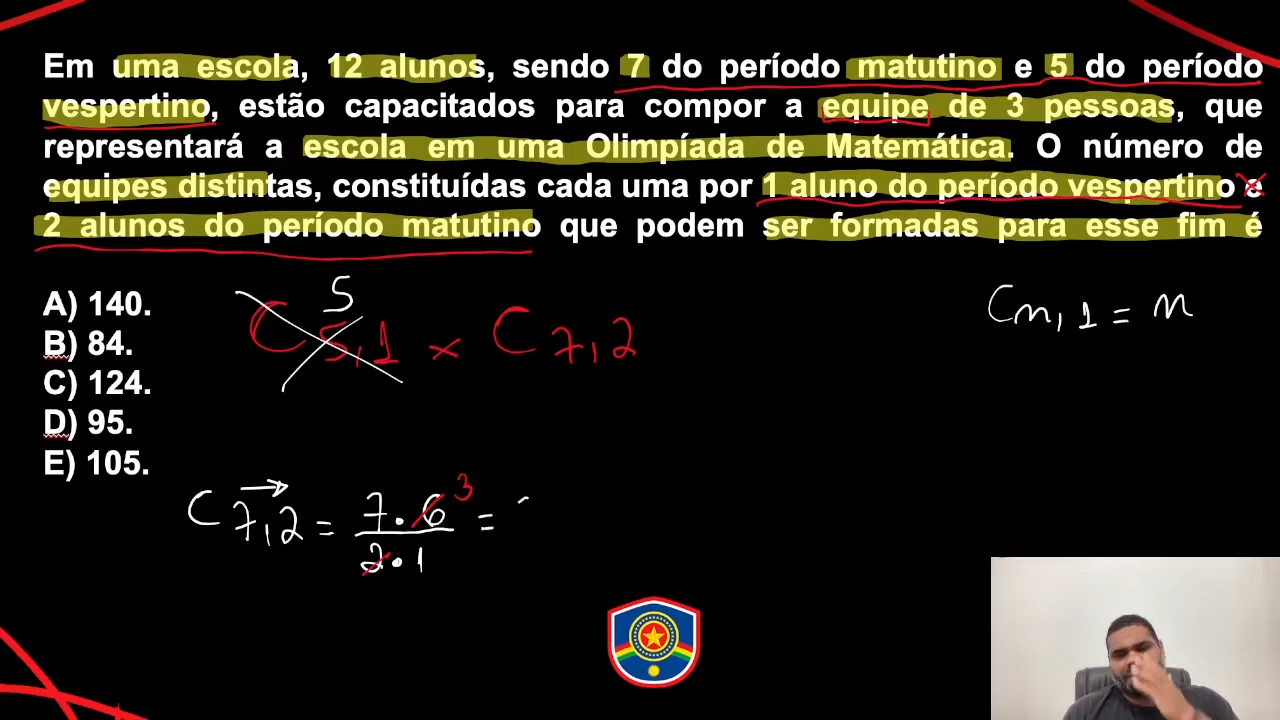 Em uma escola, 12 alunos, sendo 7 do período matutino e 5 do período
vespertino, estão capacitados para compor a equipe de 3 pessoas, que
representará a escola em uma Olimpíada de Matemática. O número de
equipes distintas, constituídas cada uma por 1 aluno do período vespertino e
2 alunos do período matutino que podem ser formadas para esse fim é
A) 140.
B) 84.
C) 124.
D) 95.
E) 105.
5
C 5,1 × C 7,2
Cn,1 = n
C 7,2 = 7.6 3 =
2.1